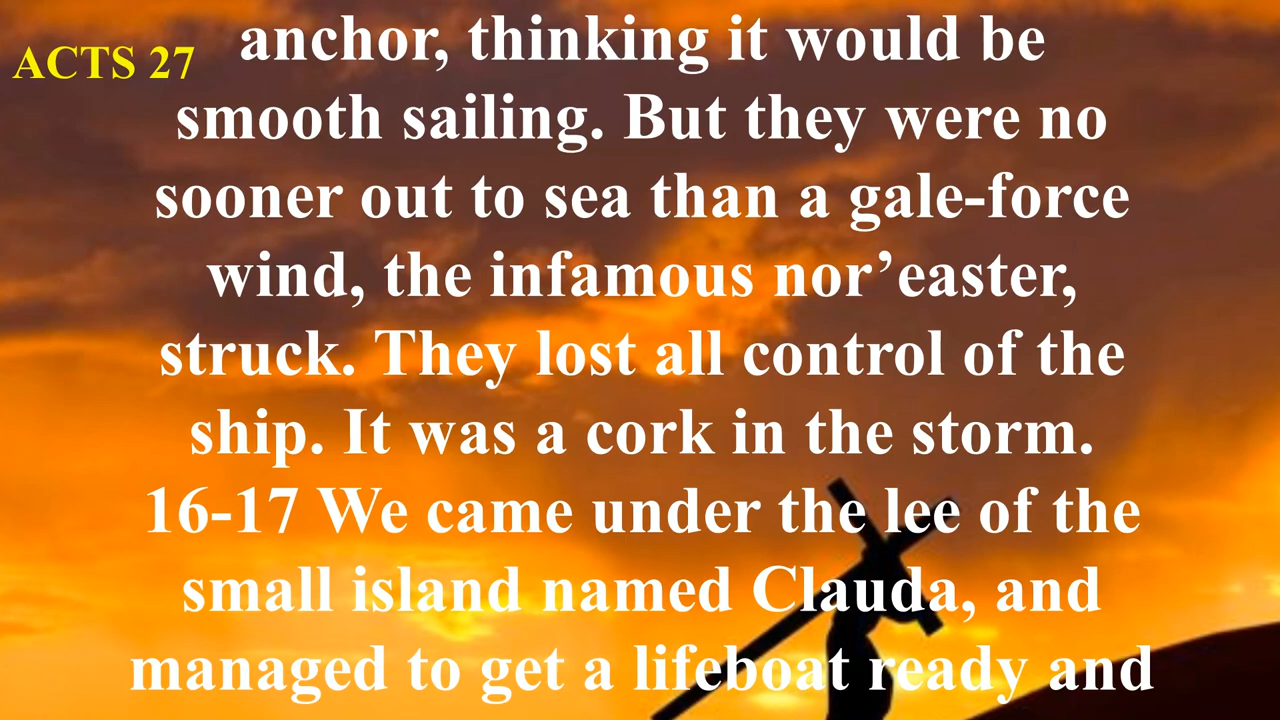 ACTS 27
anchor, thinking it would be
smooth sailing. But they were no
sooner out to sea than a gale-force
wind, the infamous nor’easter,
struck. They lost all control of the
ship. It was a cork in the storm.
16-17 We came under the lee of the
small island named Clauda, and
managed to get a lifeboat ready and